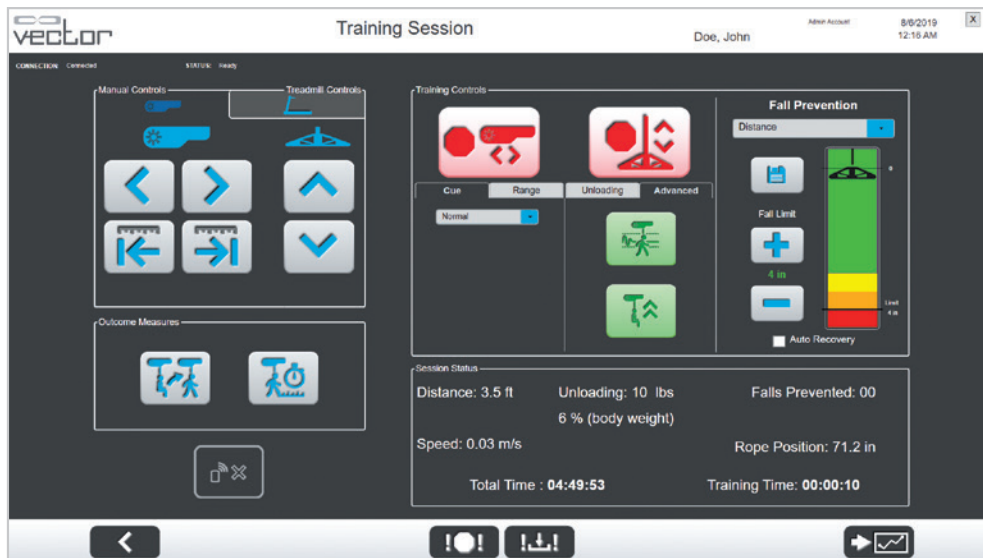 vector
Training Session
Doe, John
Admin Account
8/6/2019
12:16 AM
X
CONNECTION Connected
STATUS: Ready
Manual Controls
Treadmill Controls
Training Controls
Cue
Range
Unloading
Advanced
Normal
Fall Prevention
Distance
0
Fall Limit
4 in
Limit
4 in
Auto Recovery
Outcome Measures
Session Status
Distance: 3.5 ft
Unloading: 10 lbs
Falls Prevented: 00
6 % (body weight)
Speed: 0.03 m/s
Rope Position: 71.2 in
Total Time : 04:49:53
Training Time: 00:00:10